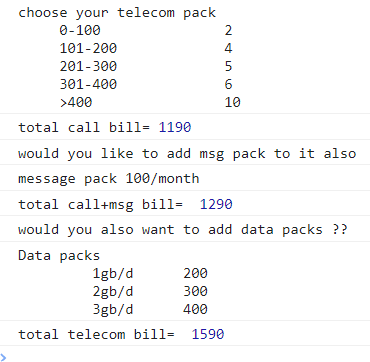 choose your telecom pack
0-100 2
101-200 4
201-300 5
301-400 6
>400 10
total call bill= 1190
would you like to add msg pack to it also
message pack 100/month
total call+msg bill= 1290
would you also want to add data packs ??
Data packs
1gb/d 200
2gb/d 300
3gb/d 400
total telecom bill= 1590
>